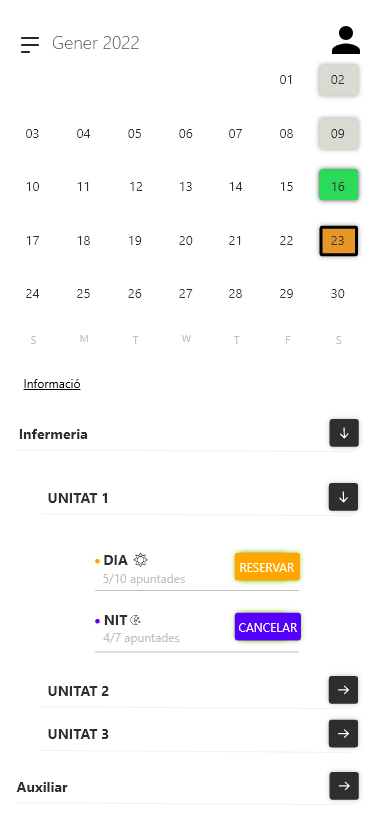 Gener 2022
01 02
03 04 05 06 07 08 09
10 11 12 13 14 15 16
17 18 19 20 21 22 23
24 25 26 27 28 29 30
S M T W T F S
Informació
Infermeria
UNITAT 1
DIA
RESERVAR
5/10 apuntades
NIT
CANCELAR
4/7 apuntades
UNITAT 2
UNITAT 3
Auxiliar